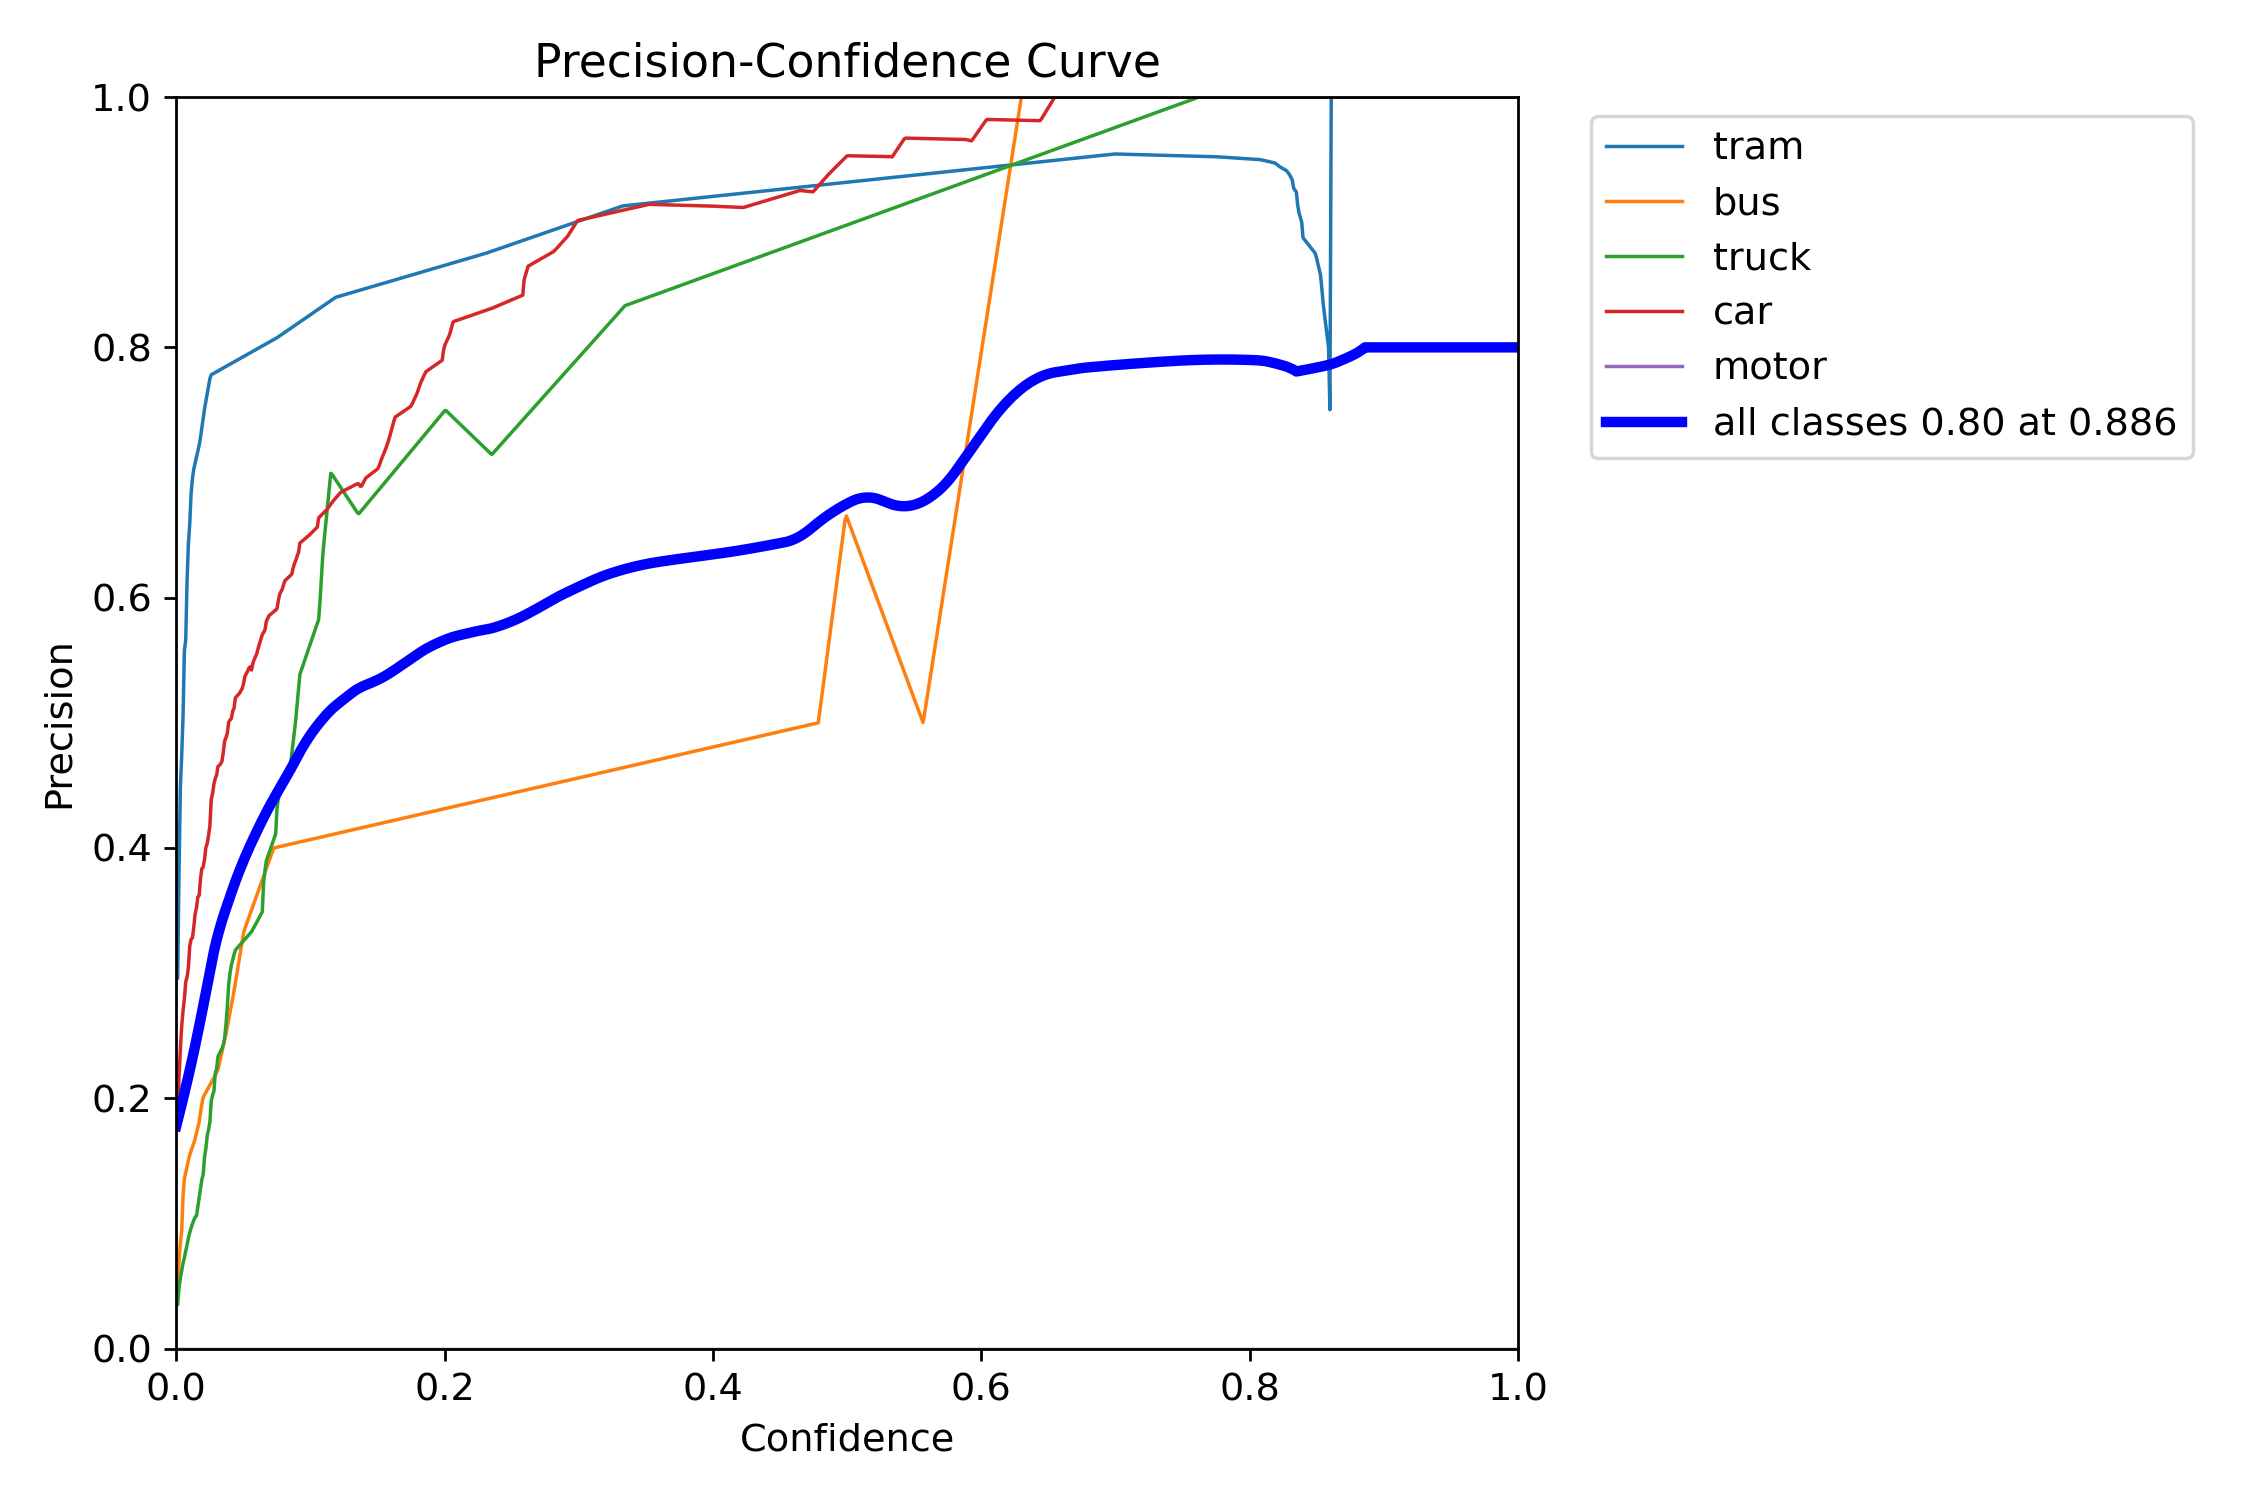 Precision-Confidence Curve
1.0
0.8
0.6
0.4
0.2
0.0
Precision
0.0 0.2 0.4 0.6 0.8 1.0
Confidence
tram
bus
truck
car
motor
all classes 0.80 at 0.886